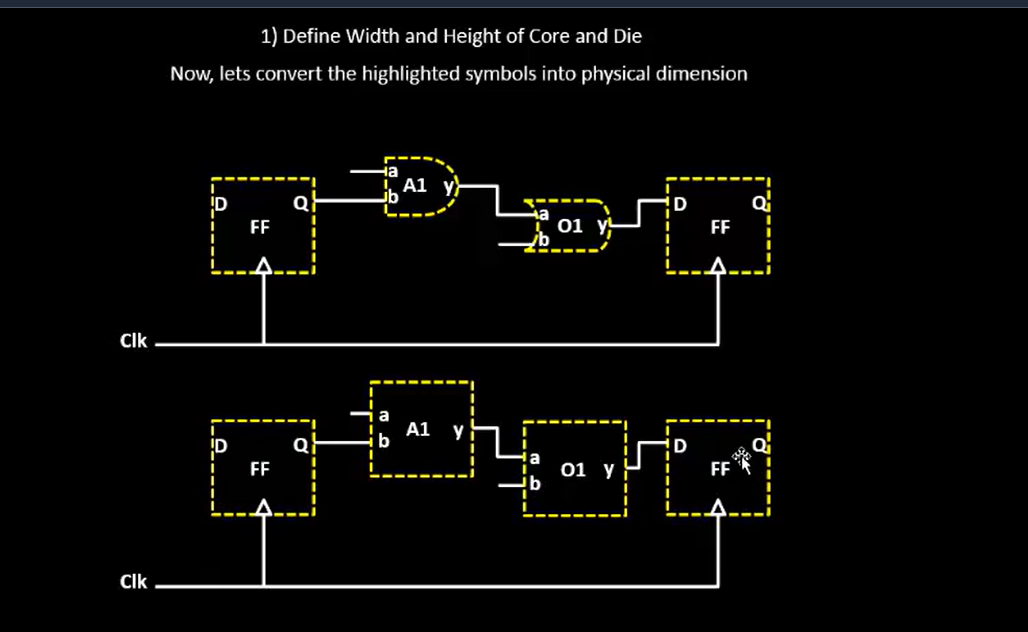 1) Define Width and Height of Core and Die
Now, lets convert the highlighted symbols into physical dimension
a
A1 y
b
D Q
FF
a
O1 y
b
D Q
FF
Clk
a
A1 y
b
D Q
FF
a
O1 y
b
D Q
FF
Clk